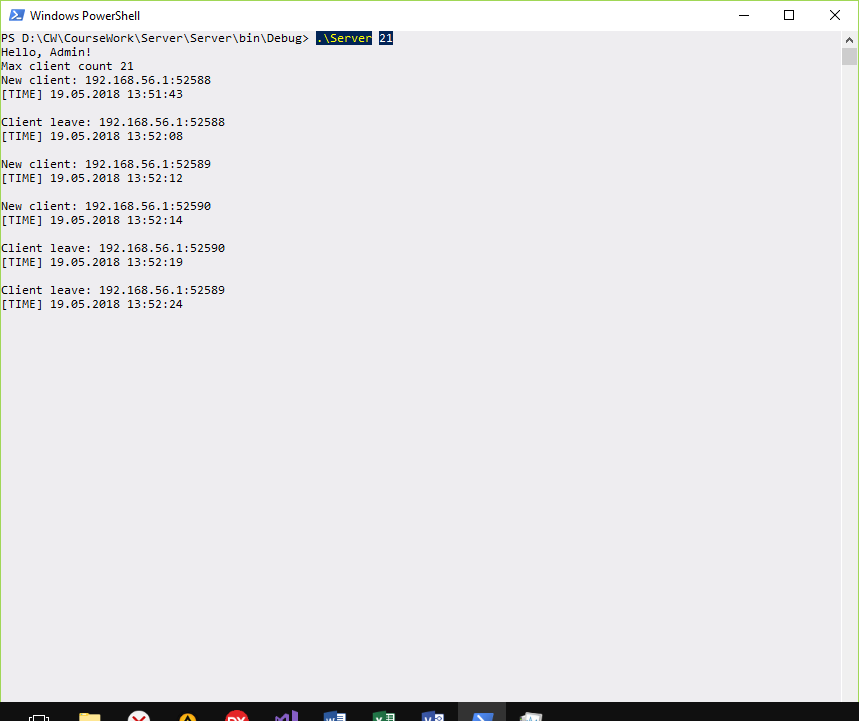 Windows PowerShell
PS D:\CW\CourseWork\Server\Server\bin\Debug> .\Server 21
Hello, Admin!
Max client count 21
New client: 192.168.56.1:52588
[TIME] 19.05.2018 13:51:43
Client leave: 192.168.56.1:52588
[TIME] 19.05.2018 13:52:08
New client: 192.168.56.1:52589
[TIME] 19.05.2018 13:52:12
New client: 192.168.56.1:52590
[TIME] 19.05.2018 13:52:14
Client leave: 192.168.56.1:52590
[TIME] 19.05.2018 13:52:19
Client leave: 192.168.56.1:52589
[TIME] 19.05.2018 13:52:24